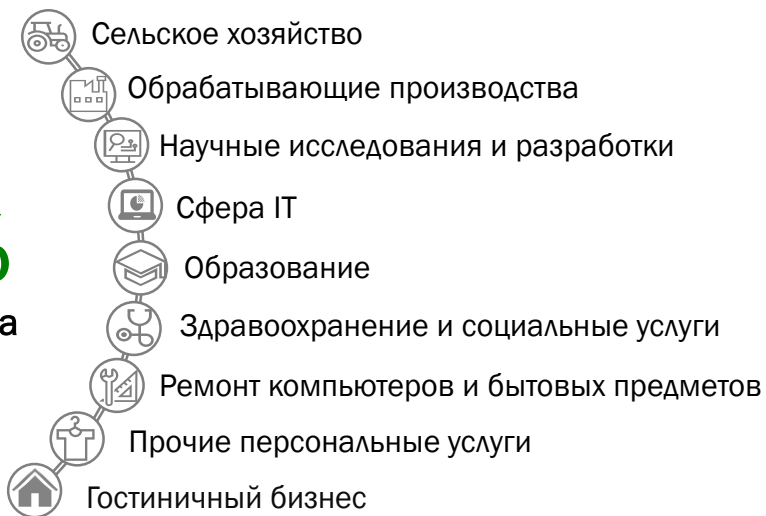 Сельское хозяйство
Обрабатывающие производства
Научные исследования и разработки
Сфера IT
Образование
Здравоохранение и социальные услуги
Ремонт компьютеров и бытовых предметов
Прочие персональные услуги
Гостиничный бизнес